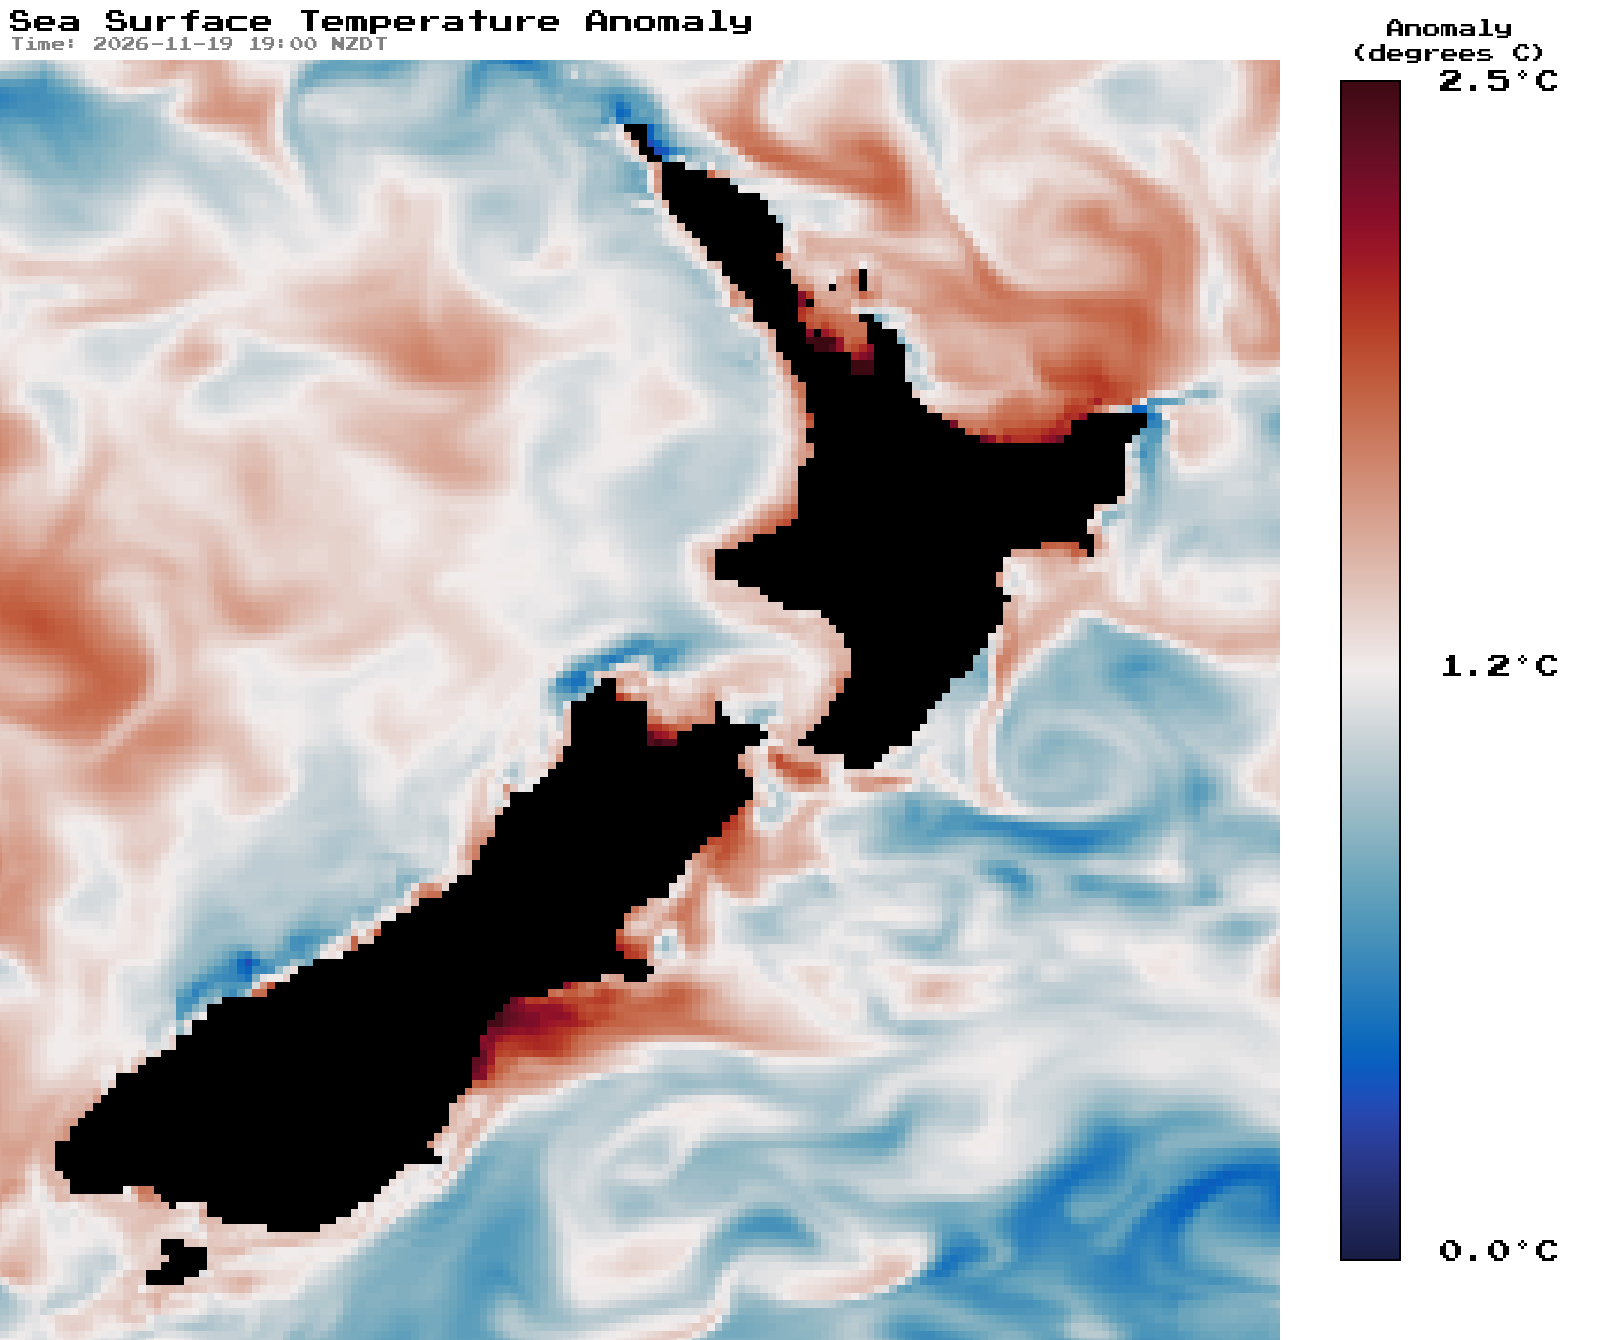 Sea Surface Temperature Anomaly
Time: 2026-11-19 19:00 NZDT
Anomaly
(degrees C)
2.5°C
1.2°C
0.0°C